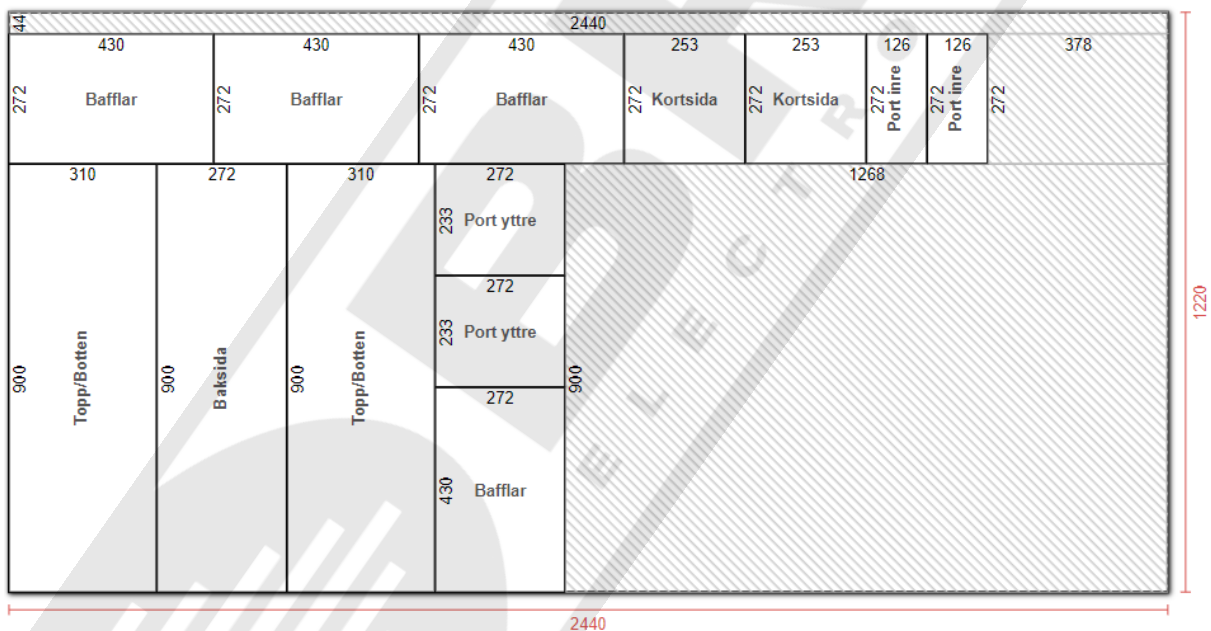 44 2440
430 430 430 253 253 126 126 378
272 Bafflar 272 Bafflar 272 Bafflar 272 Kortsida 272 Kortsida 272 Port inre 272 Port inre 272
310 272 310 272 1268
233 Port yttre
272
233 Port yttre
900 Topp/Botten 900 Baksida 900 Topp/Botten 900
272
430 Bafflar
1220
2440
E L E C T R O